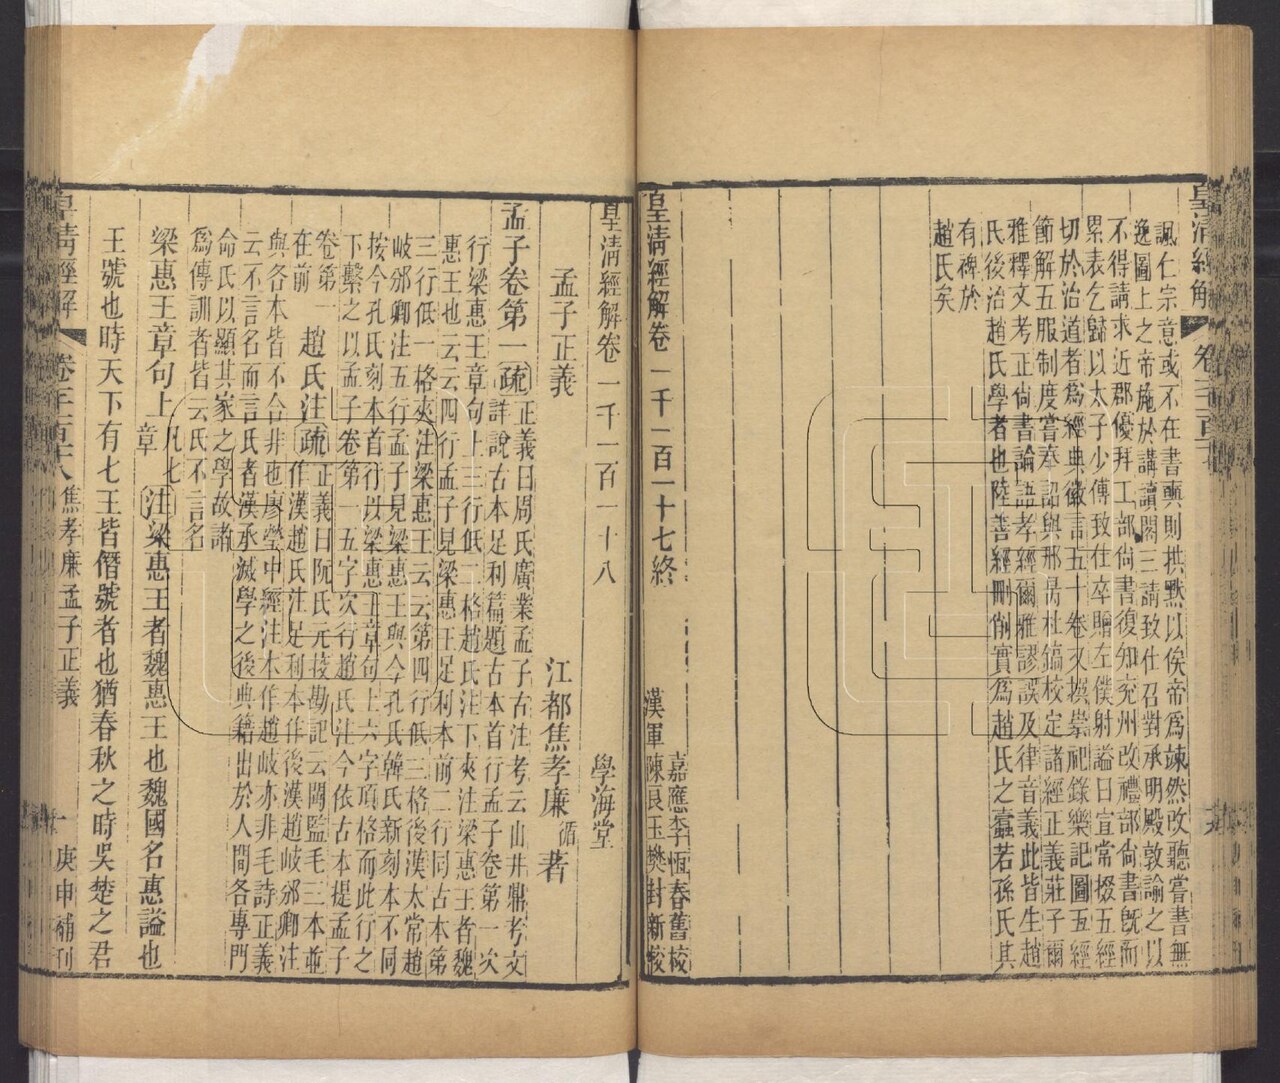 皇清經解
諷仁宗意或不在書輿則拱默以俟帝爲竦然改聽嘗書無
逸圖上之帝施於講讀閣三請致仕召對承明殿敦諭之以
不得請求近郡優拜工部尚書復知兖州改禮部尚書旣而
累表乞歸以太子少傅致仕卒贈左僕射謚曰宣常掇五經
切於治道者爲經典徽言五十卷又撰崇祀錄樂記圖五經
節解五服制度嘗奉詔與邢昺杜鎬校定諸經正義莊子爾
雅釋文考正尚書論語孝經爾雅謬誤及律音義此皆生趙
氏後治趙氏學者也陸善經刪削實爲趙氏之蠹若孫氏其
有裨於
趙氏矣
嘉應李恆春舊校
皇清經解卷一千一百一十七終
漢軍陳良玉樊封新校
皇清經解卷一千一百一十八
學海堂
孟子正義
江都焦孝廉循著
孟子卷第一疏
正義曰周氏廣業孟子古注考云山井鼎考文
詳說古本足利篇題古本首行孟子卷第一次
行梁惠王章句上三行低二格趙氏注下夾注梁惠王者魏
惠王也云云四行孟子見梁惠王足利本前二行同古本第
三行低一格夾注梁惠王云云第四行低三格後漢太常趙
岐邠卿注五行孟子見梁惠王與今孔氏韓氏新刻本不同
按今孔氏刻本首行以梁惠王章句上六字頂格而此行之
下繫之以孟子卷第一五字次行趙氏注今依古本提孟子
卷第一
在前
趙氏注疏
正義曰阮氏元挍勘記云閩監毛三本並
作漢趙氏注足利本作後漢趙岐邠卿注
與各本皆不合非也廖瑩中經注本作趙岐亦非毛詩正義
云不言名而言氏者漢承滅學之後典籍出於人間各專門
命氏以顯其家之學故諸
爲傳訓者皆云氏不言名
梁惠王章句上
凡七
章
注梁惠王者魏惠王也魏國名惠謚也
王號也時天下有七王皆僭號者也猶春秋之時吳楚之君
皇清經解
焦孝廉孟子正義
一
庚申補刊